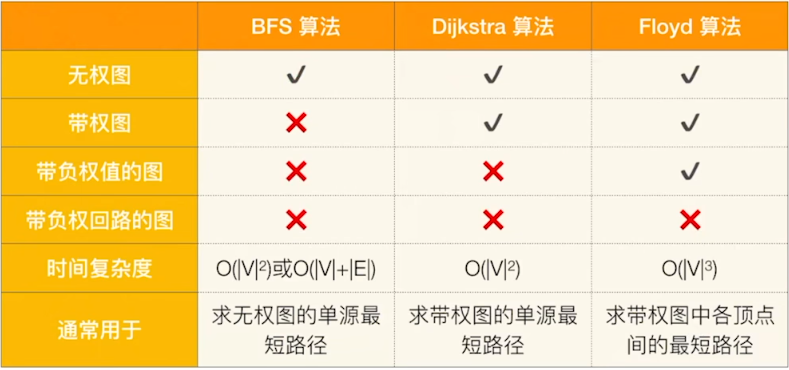 BFS 算法 Dijkstra 算法 Floyd 算法
无权图 ✓ ✓ ✓
带权图 ❌ ✓ ✓
带负权值的图 ❌ ❌ ✓
带负权回路的图 ❌ ❌ ❌
时间复杂度 O(|V|²)或O(|V|+|E|) O(|V|²) O(|V|³)
通常用于 求无权图的单源最短路径 求带权图的单源最短路径 求带权图中各顶点间的最短路径